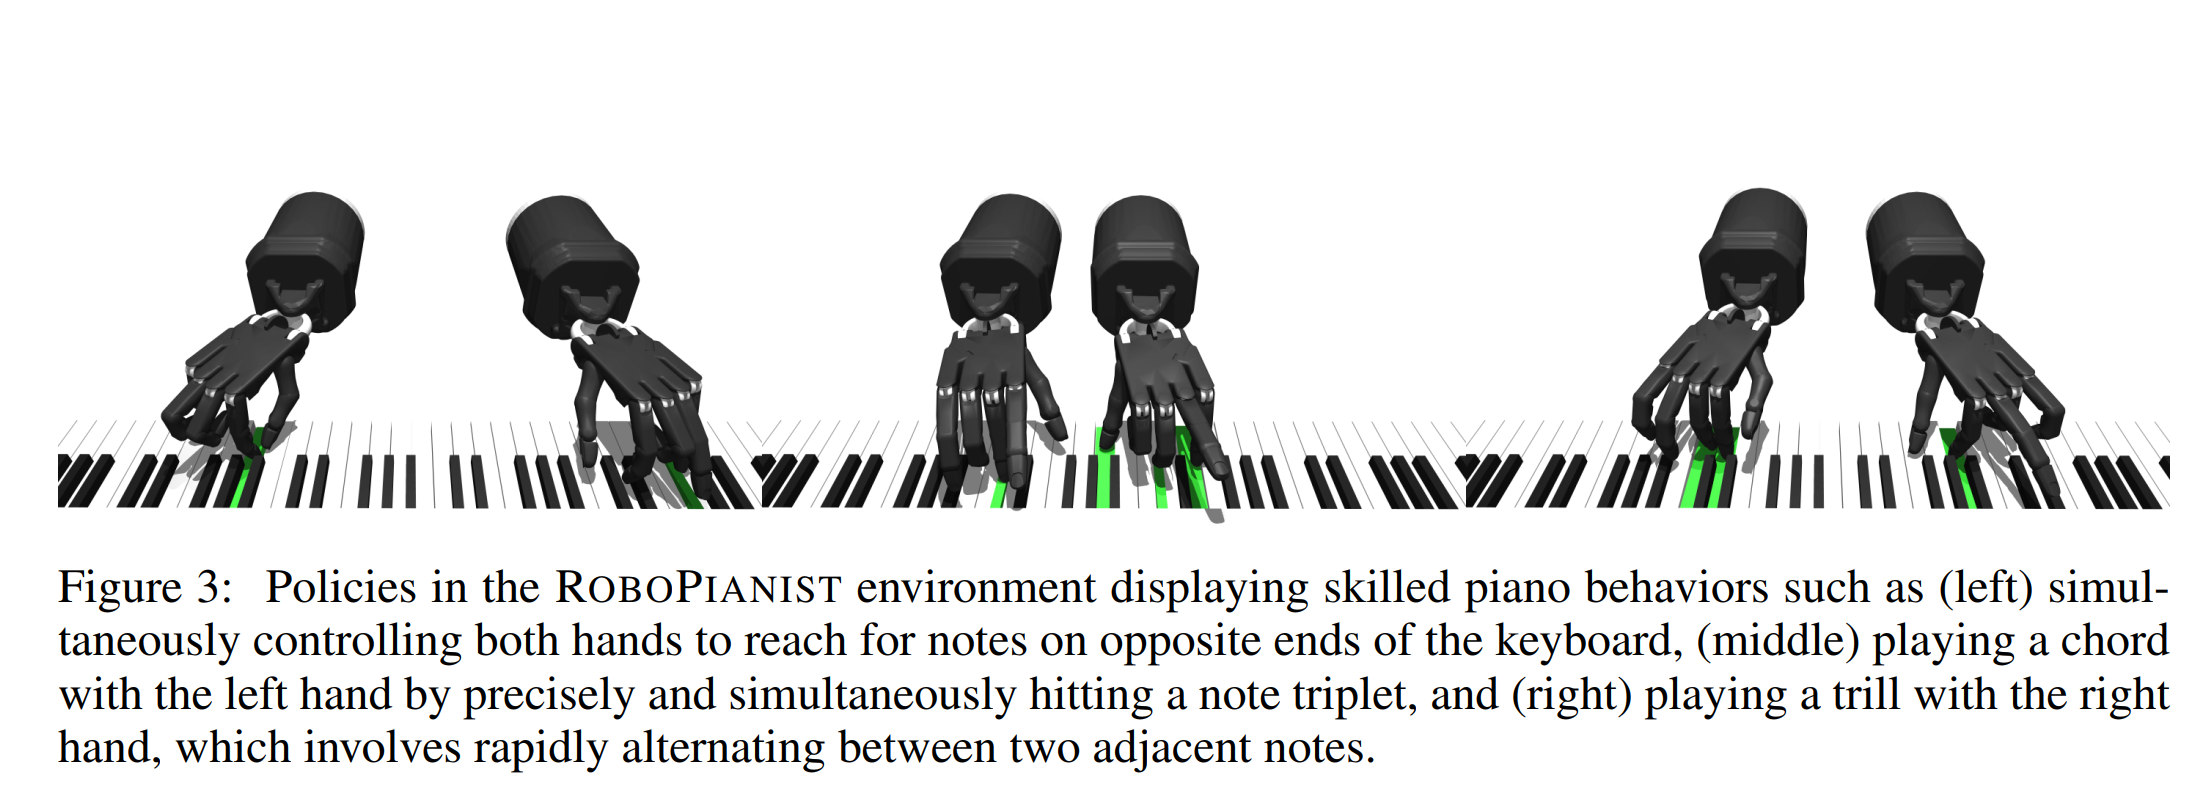 Figure 3: Policies in the ROBOPIANIST environment displaying skilled piano behaviors such as (left) simul-
taneously controlling both hands to reach for notes on opposite ends of the keyboard, (middle) playing a chord
with the left hand by precisely and simultaneously hitting a note triplet, and (right) playing a trill with the right
hand, which involves rapidly alternating between two adjacent notes.